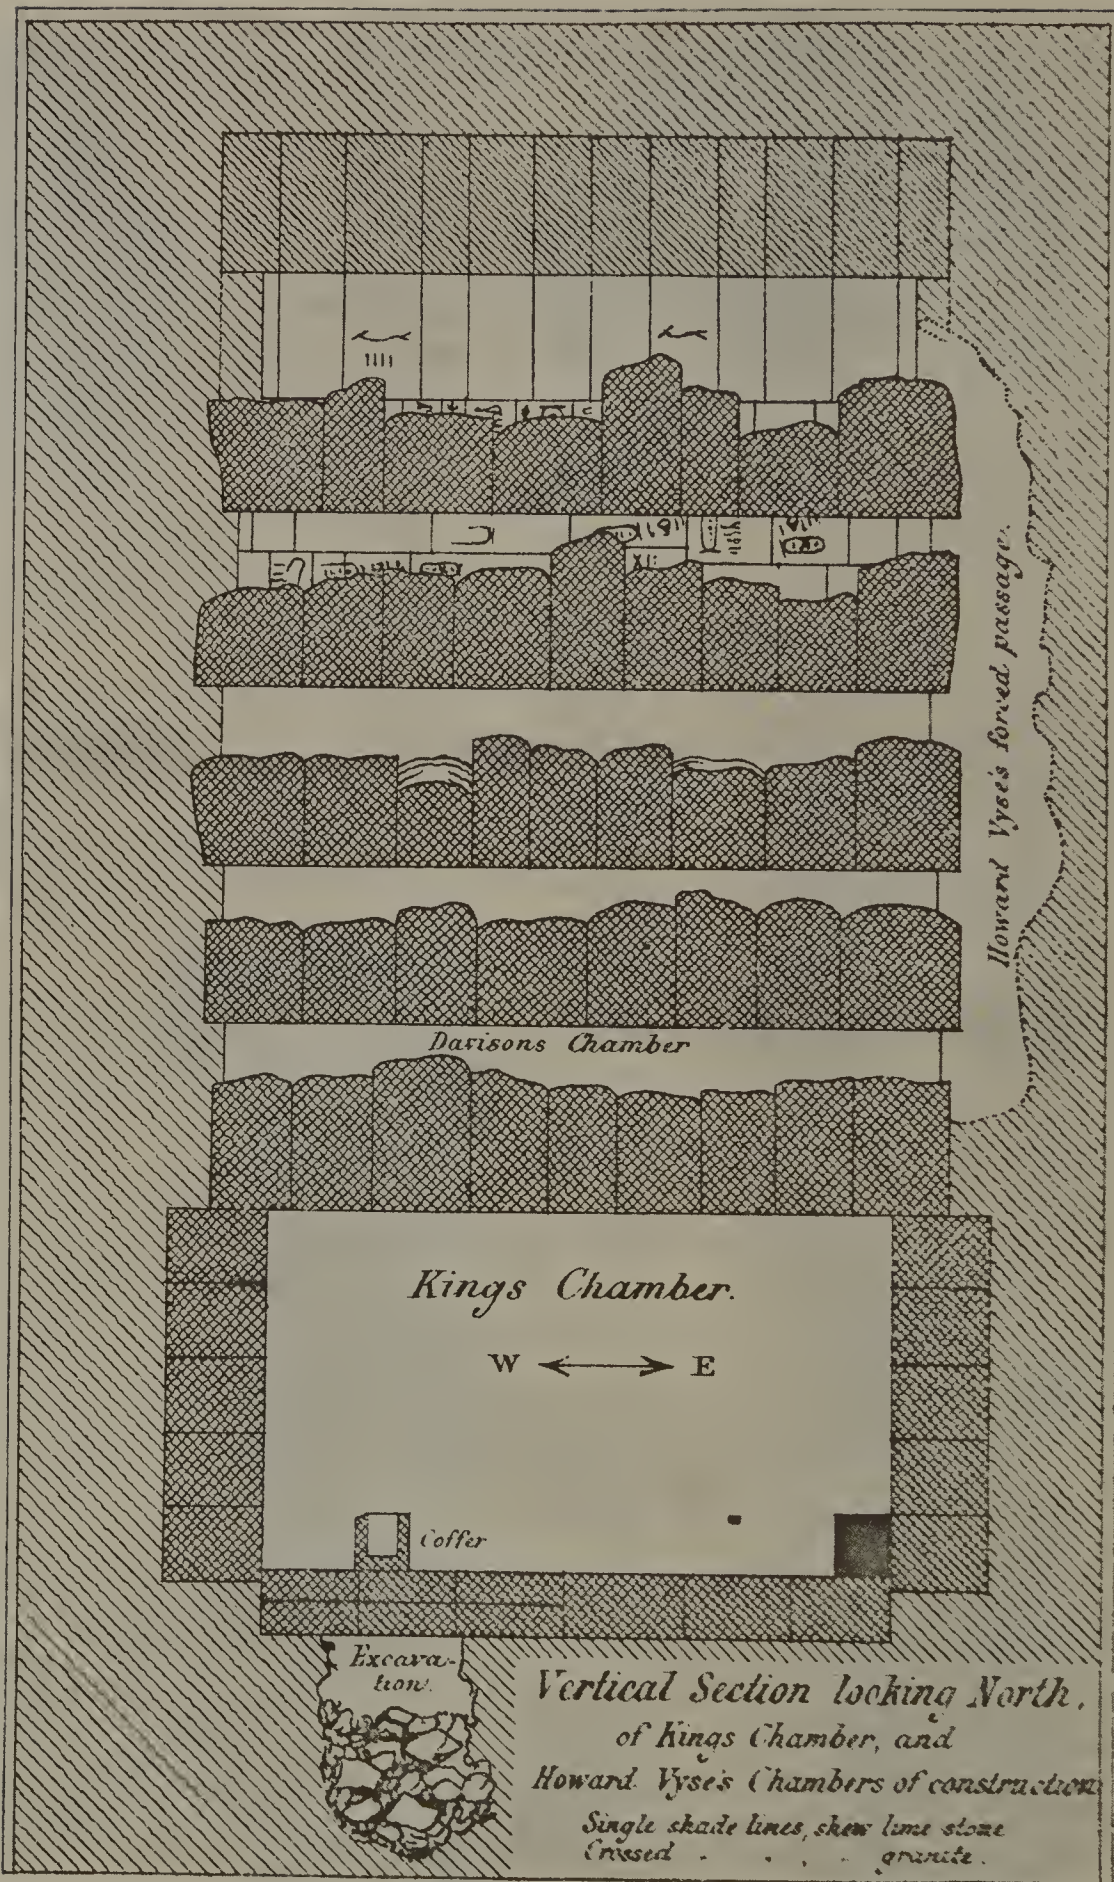 Howard Vyse's forced passage.
Davisons Chamber
Kings Chamber.
W E
Coffer
Excava-
tion.
Vertical Section looking North,
of Kings Chamber, and
Howard Vyse's Chambers of construction
Single shade lines, shew lime stone
Crossed . . , . granite.